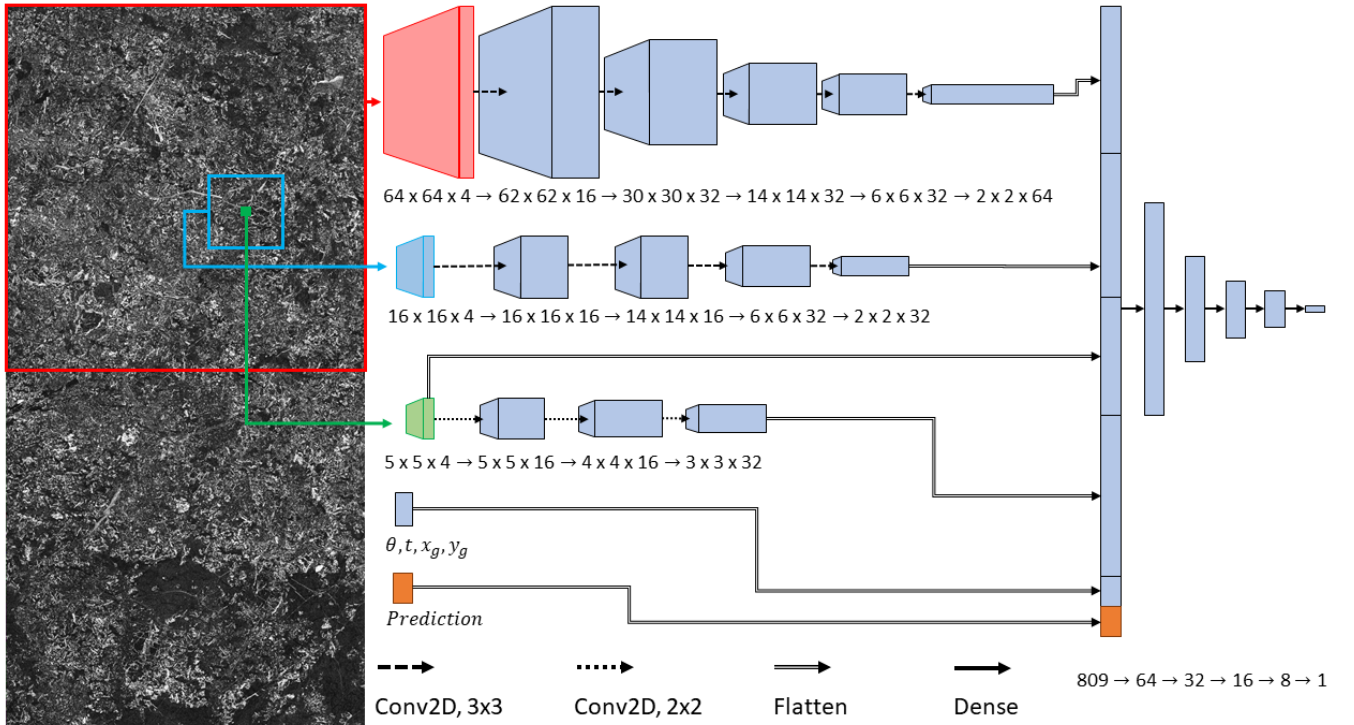 64 x 64 x 4 → 62 x 62 x 16 → 30 x 30 x 32 → 14 x 14 x 32 → 6 x 6 x 32 → 2 x 2 x 64
16 x 16 x 4 → 16 x 16 x 16 → 14 x 14 x 16 → 6 x 6 x 32 → 2 x 2 x 32
5 x 5 x 4 → 5 x 5 x 16 → 4 x 4 x 16 → 3 x 3 x 32
θ, t, x_g, y_g
Prediction
Conv2D, 3x3
Conv2D, 2x2
Flatten
Dense
809 → 64 → 32 → 16 → 8 → 1